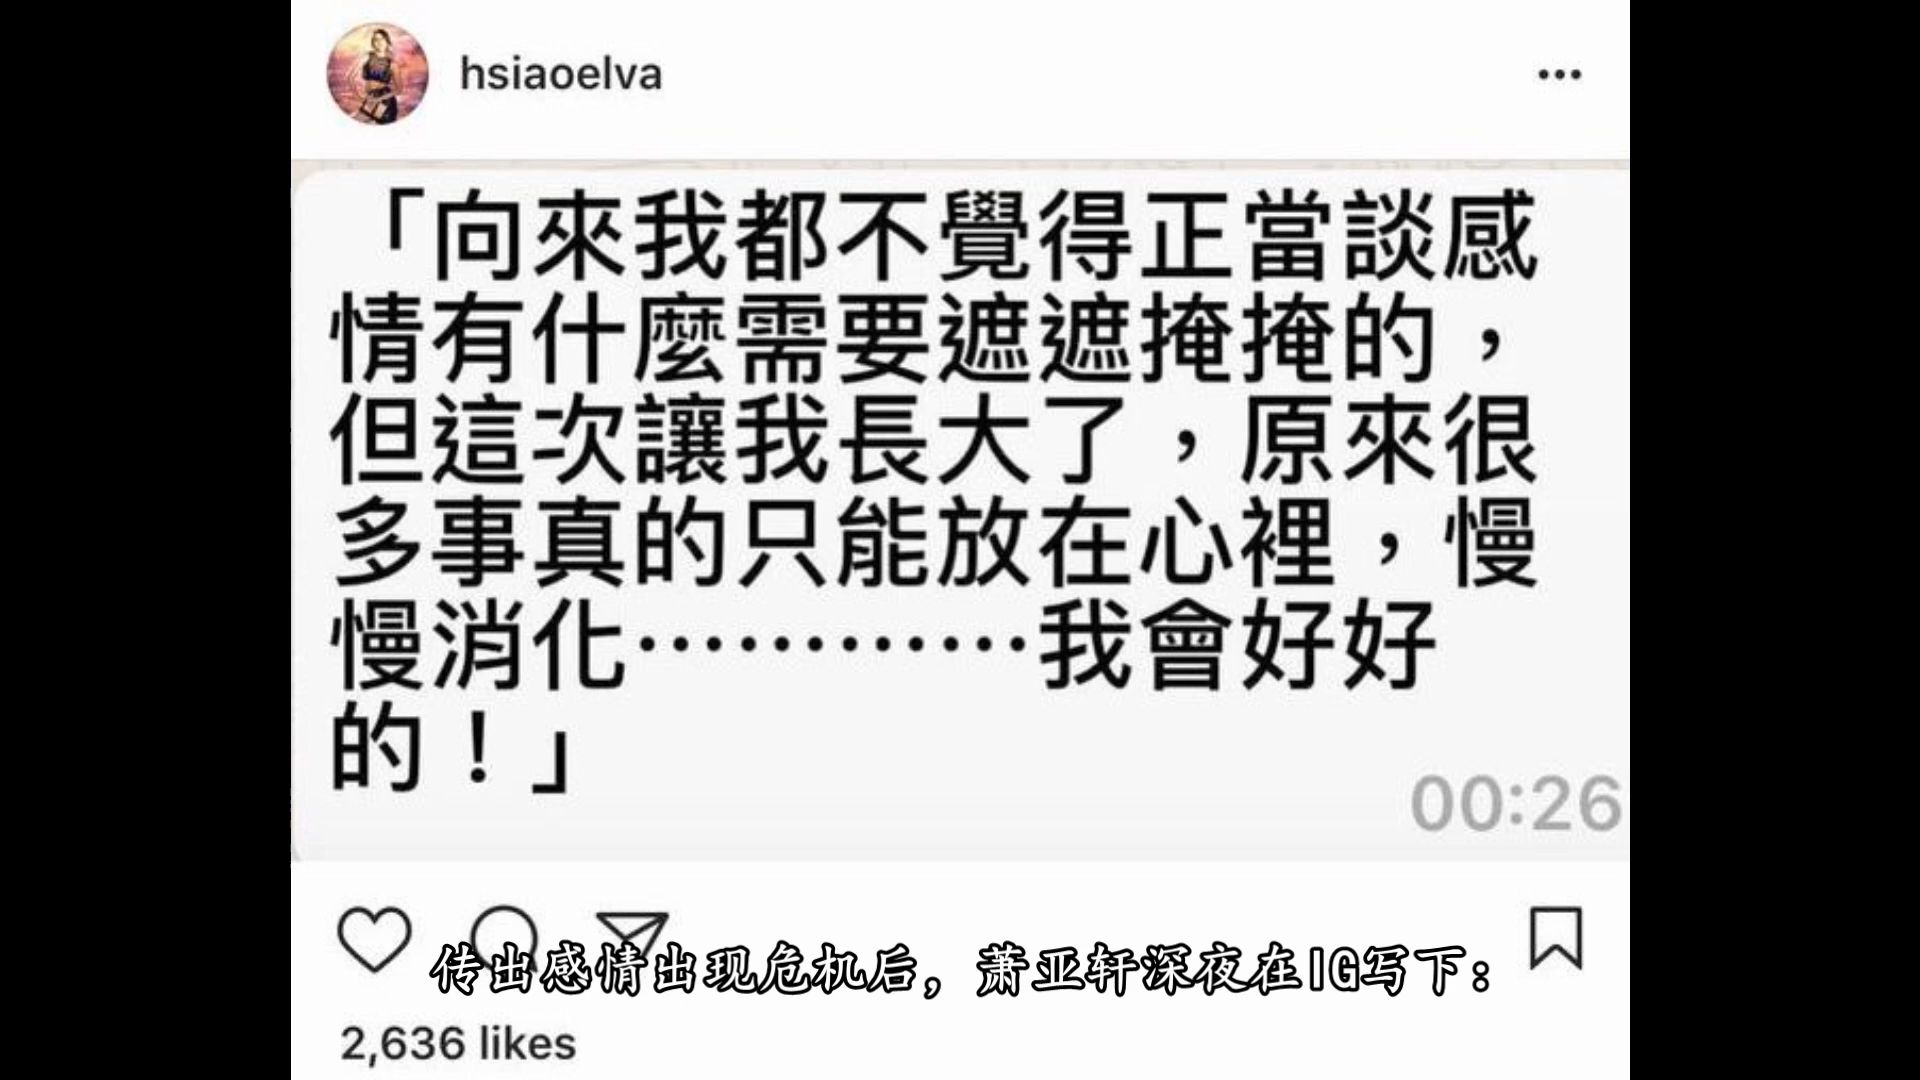 hsiaoelva
「向來我都不覺得正當談感
情有什麼需要遮遮掩掩的，
但這次讓我長大了，原來很
多事真的只能放在心裡，慢
慢消化…………我會好好
的！」
00:26
传出感情出现危机后，萧亚轩深夜在IG写下：
2,636 likes